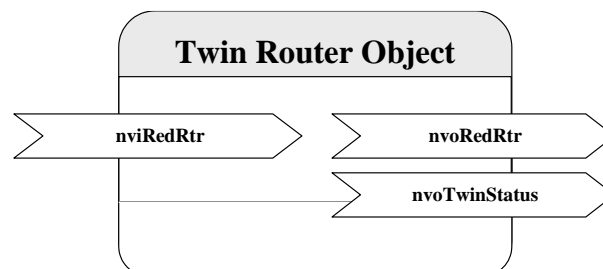 Twin Router Object
nviRedRtr
nvoRedRtr
nvoTwinStatus